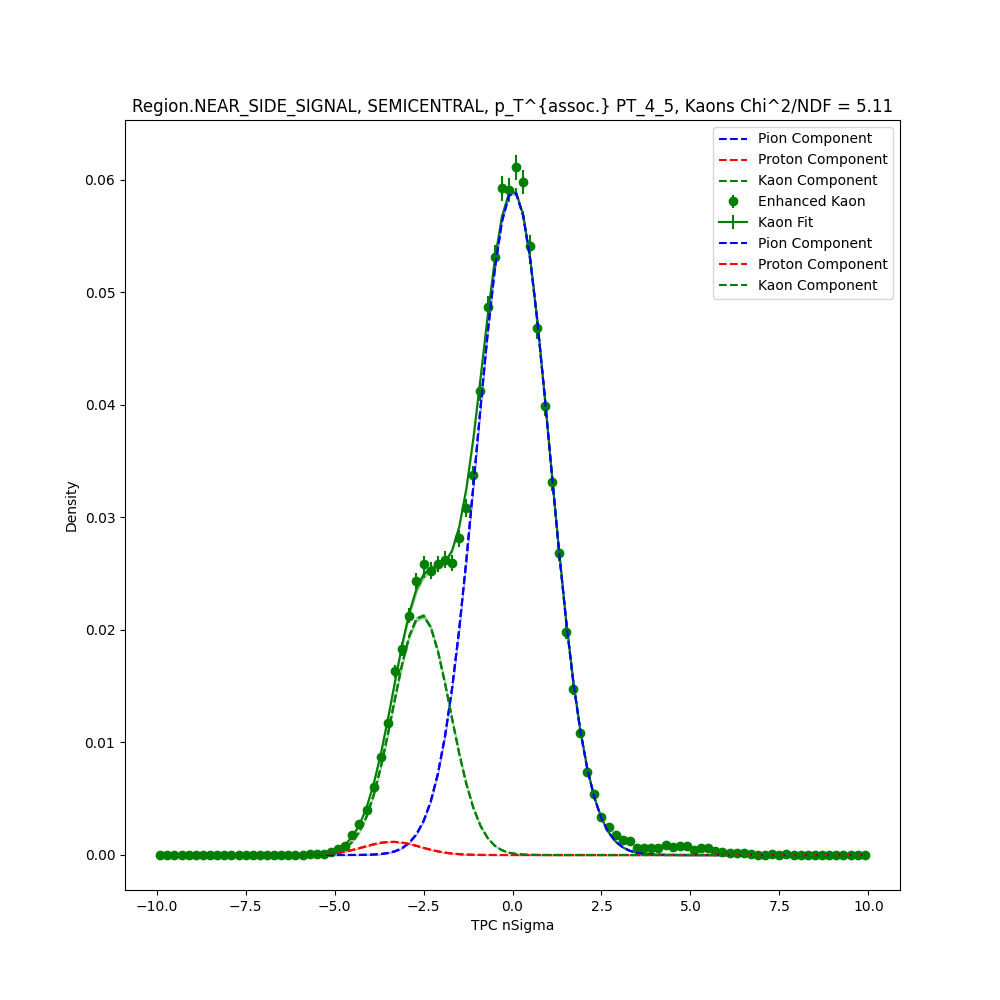 Region.NEAR_SIDE_SIGNAL, SEMICENTRAL, p_T^{assoc.} PT_4_5, Kaons Chi^2/NDF = 5.11
Pion Component
Proton Component
Kaon Component
Enhanced Kaon
Kaon Fit
Pion Component
Proton Component
Kaon Component
0.06
0.05
0.04
0.03
0.02
0.01
0.00
Density
−10.0 −7.5 −5.0 −2.5 0.0 2.5 5.0 7.5 10.0
TPC nSigma